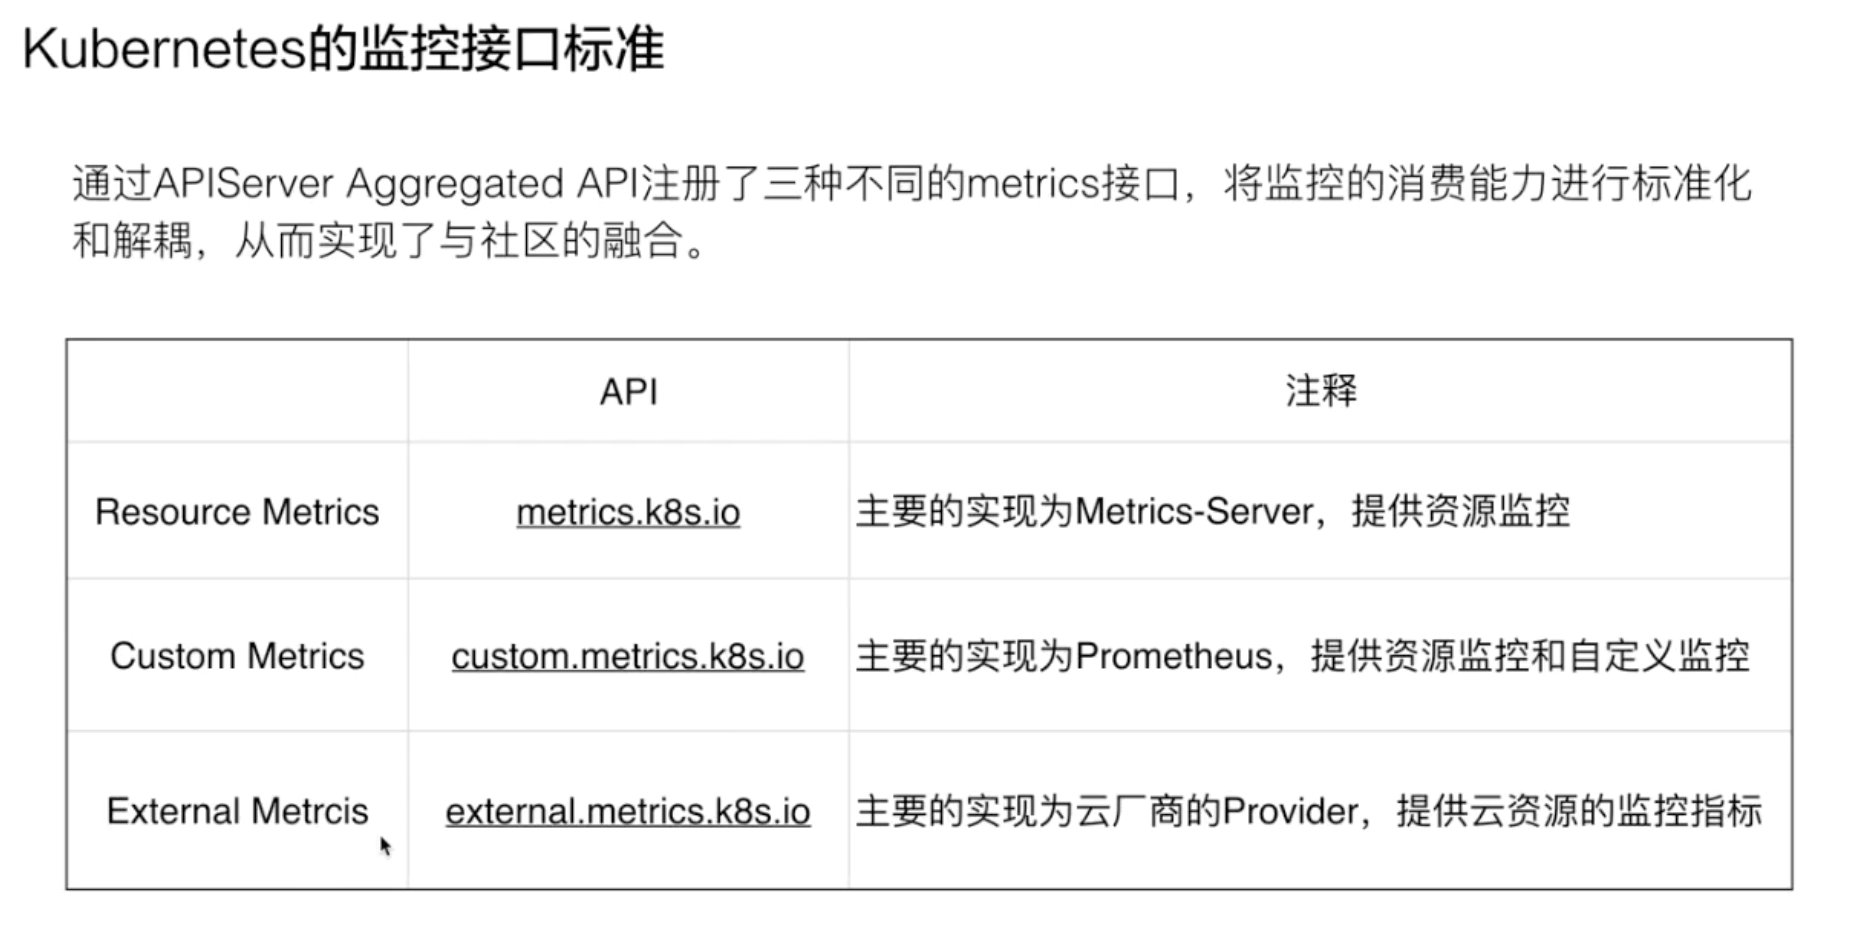 Kubernetes的监控接口标准
通过APIServer Aggregated API注册了三种不同的metrics接口，将监控的消费能力进行标准化
和解耦，从而实现了与社区的融合。
API
注释
Resource Metrics
metrics.k8s.io
主要的实现为Metrics-Server，提供资源监控
Custom Metrics
custom.metrics.k8s.io
主要的实现为Prometheus，提供资源监控和自定义监控
External Metrcis
external.metrics.k8s.io
主要的实现为云厂商的Provider，提供云资源的监控指标